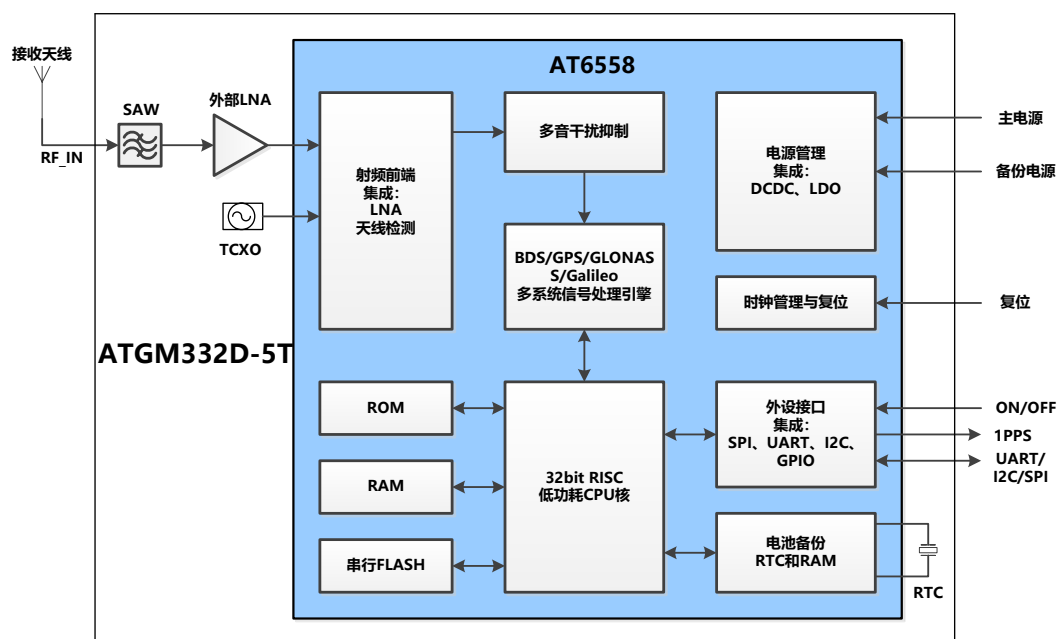 AT6558
接收天线
SAW
外部LNA
RF_IN
TCXO
射频前端
集成：
LNA
天线检测
多音干扰抑制
BDS/GPS/GLONAS
S/Galileo
多系统信号处理引擎
电源管理
集成：
DCDC、LDO
主电源
备份电源
时钟管理与复位
复位
ATGM332D-5T
ROM
RAM
串行FLASH
32bit RISC
低功耗CPU核
外设接口
集成：
SPI、UART、I2C、
GPIO
ON/OFF
1PPS
UART/
I2C/SPI
电池备份
RTC和RAM
RTC